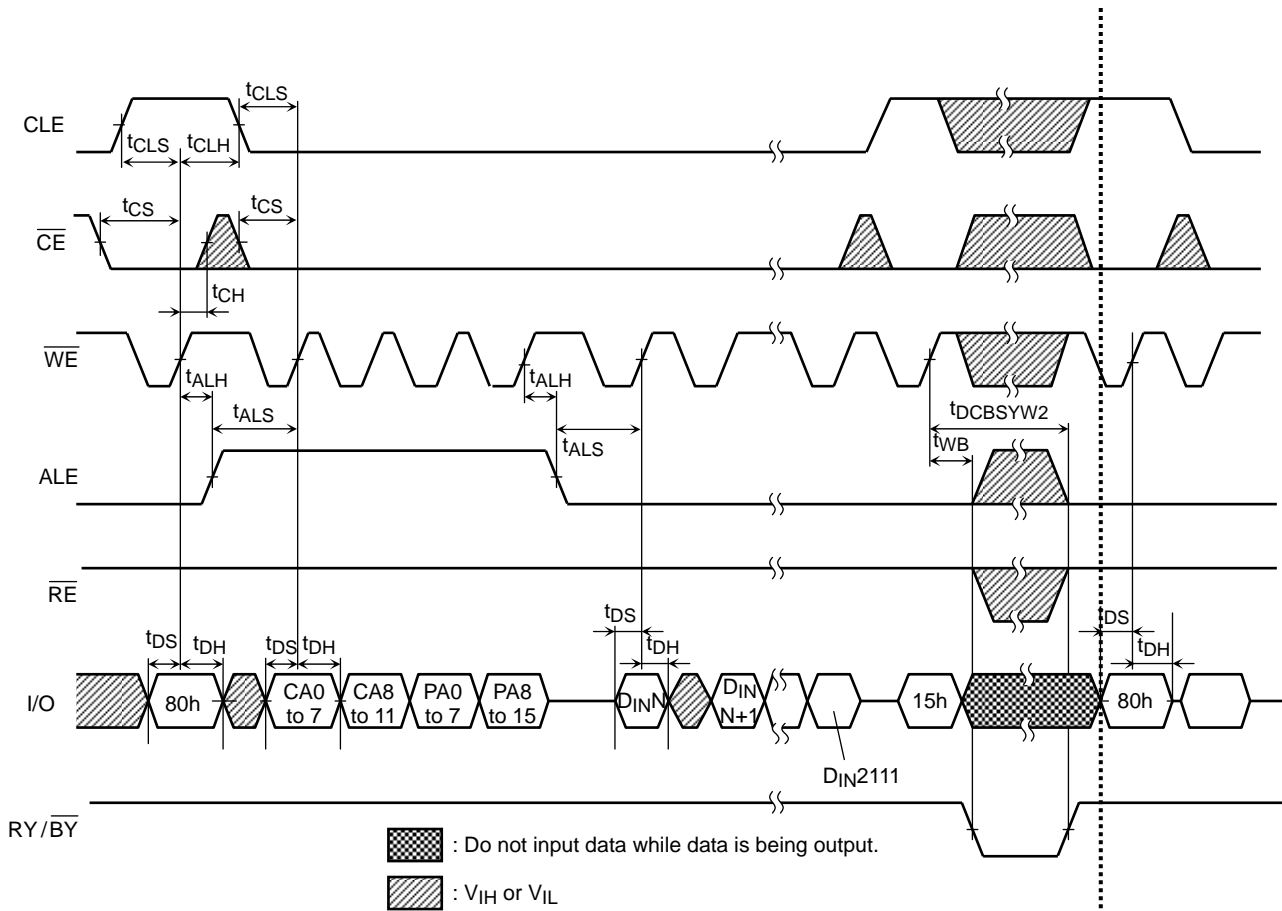 tCLS
CLE
tCLS tCLH
tCS tCS
CE
tCH
WE
tALH tALH
tALS tDCBSYW2
tALS tWB
ALE
RE
tDS tDH tDS tDH tDS tDH tDS tDH
I/O
80h
CA0 to 7
CA8 to 11
PA0 to 7
PA8 to 15
DINN
DIN N+1
15h
80h
DIN2111
RY/BY
: Do not input data while data is being output.
: VIH or VIL